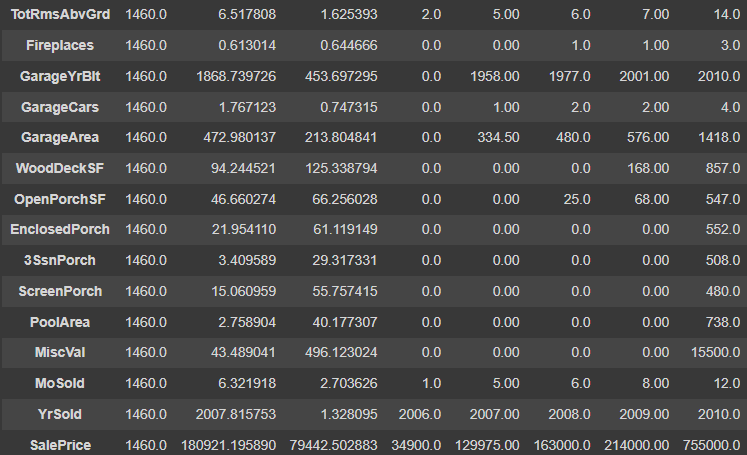 TotRmsAbvGrd 1460.0 6.517808 1.625393 2.0 5.00 6.0 7.00 14.0
Fireplaces 1460.0 0.613014 0.644666 0.0 0.00 1.0 1.00 3.0
GarageYrBlt 1460.0 1868.739726 453.697295 0.0 1958.00 1977.0 2001.00 2010.0
GarageCars 1460.0 1.767123 0.747315 0.0 1.00 2.0 2.00 4.0
GarageArea 1460.0 472.980137 213.804841 0.0 334.50 480.0 576.00 1418.0
WoodDeckSF 1460.0 94.244521 125.338794 0.0 0.00 0.0 168.00 857.0
OpenPorchSF 1460.0 46.660274 66.256028 0.0 0.00 25.0 68.00 547.0
EnclosedPorch 1460.0 21.954110 61.119149 0.0 0.00 0.0 0.00 552.0
3SsnPorch 1460.0 3.409589 29.317331 0.0 0.00 0.0 0.00 508.0
ScreenPorch 1460.0 15.060959 55.757415 0.0 0.00 0.0 0.00 480.0
PoolArea 1460.0 2.758904 40.177307 0.0 0.00 0.0 0.00 738.0
MiscVal 1460.0 43.489041 496.123024 0.0 0.00 0.0 0.00 15500.0
MoSold 1460.0 6.321918 2.703626 1.0 5.00 6.0 8.00 12.0
YrSold 1460.0 2007.815753 1.328095 2006.0 2007.00 2008.0 2009.00 2010.0
SalePrice 1460.0 180921.195890 79442.502883 34900.0 129975.00 163000.0 214000.00 755000.0